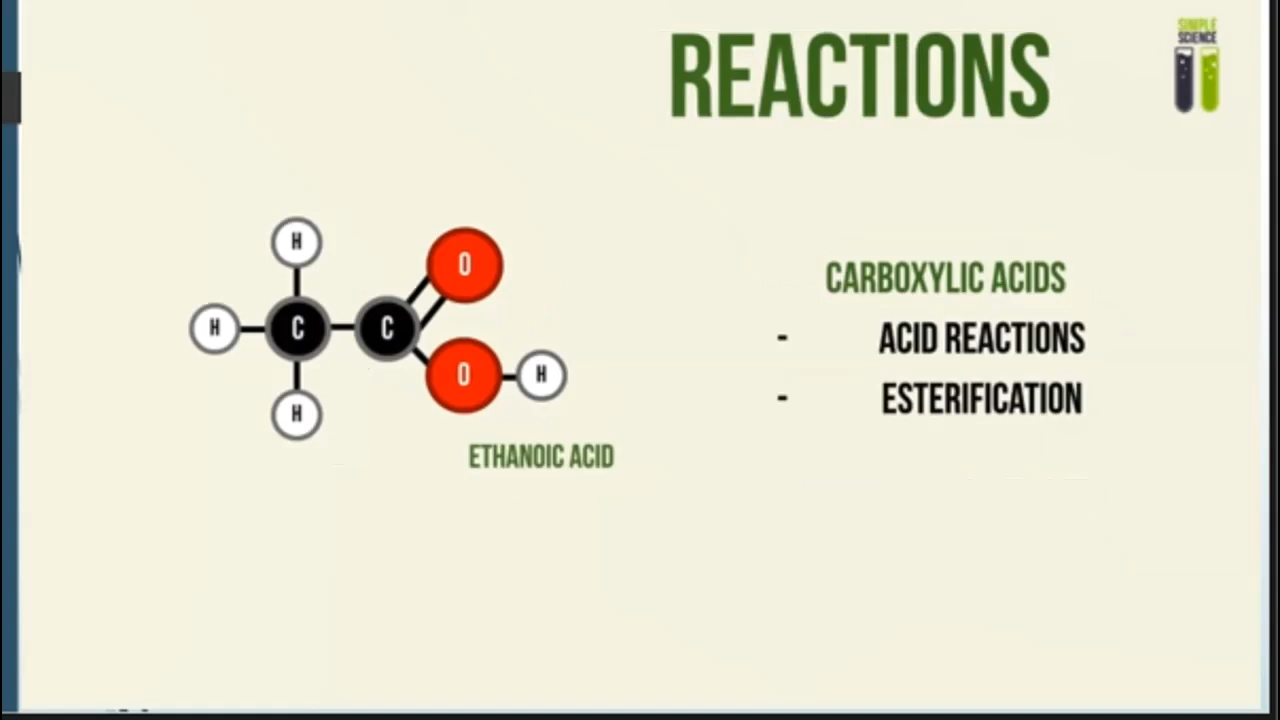 REACTIONS
SIMPLE
SCIENCE
H
O
H
C
C
O
H
H
ETHANOIC ACID
CARBOXYLIC ACIDS
- ACID REACTIONS
- ESTERIFICATION